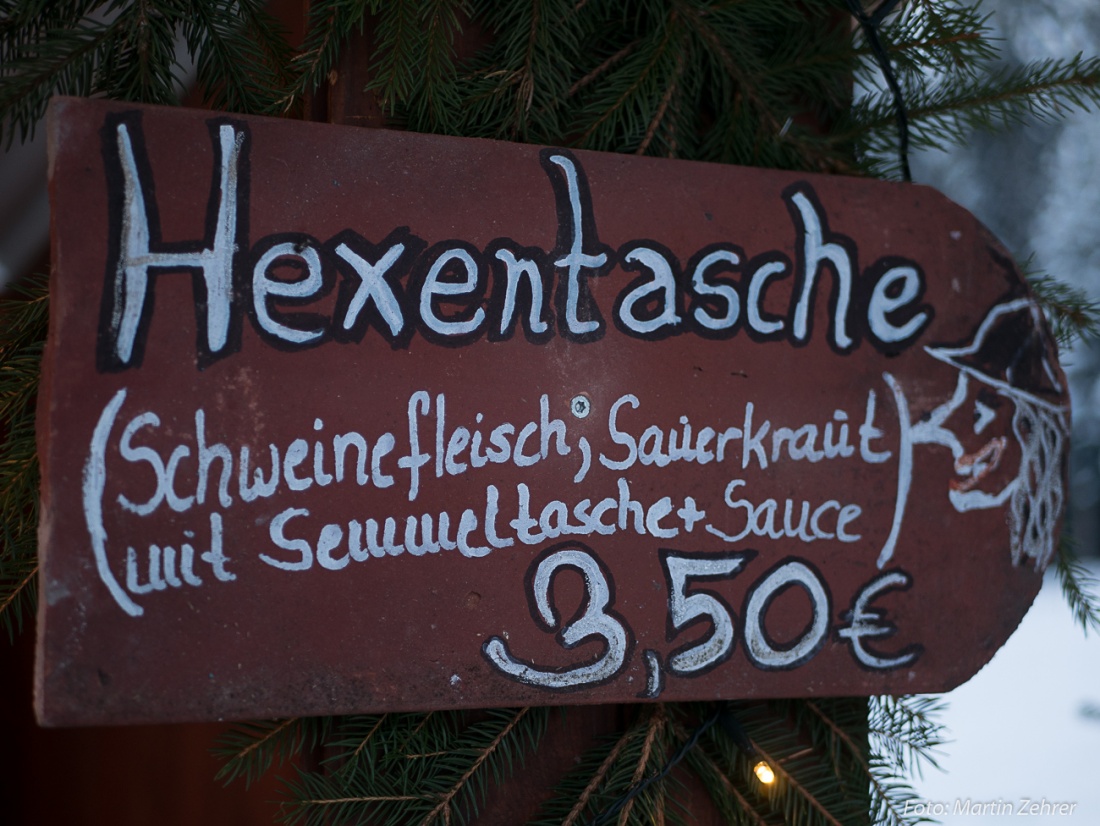 Hexentasche
(Schweinefleisch, Sauerkraut
mit Semmeltasche + Sauce)
3,50 €
Foto: Martin Zehrer